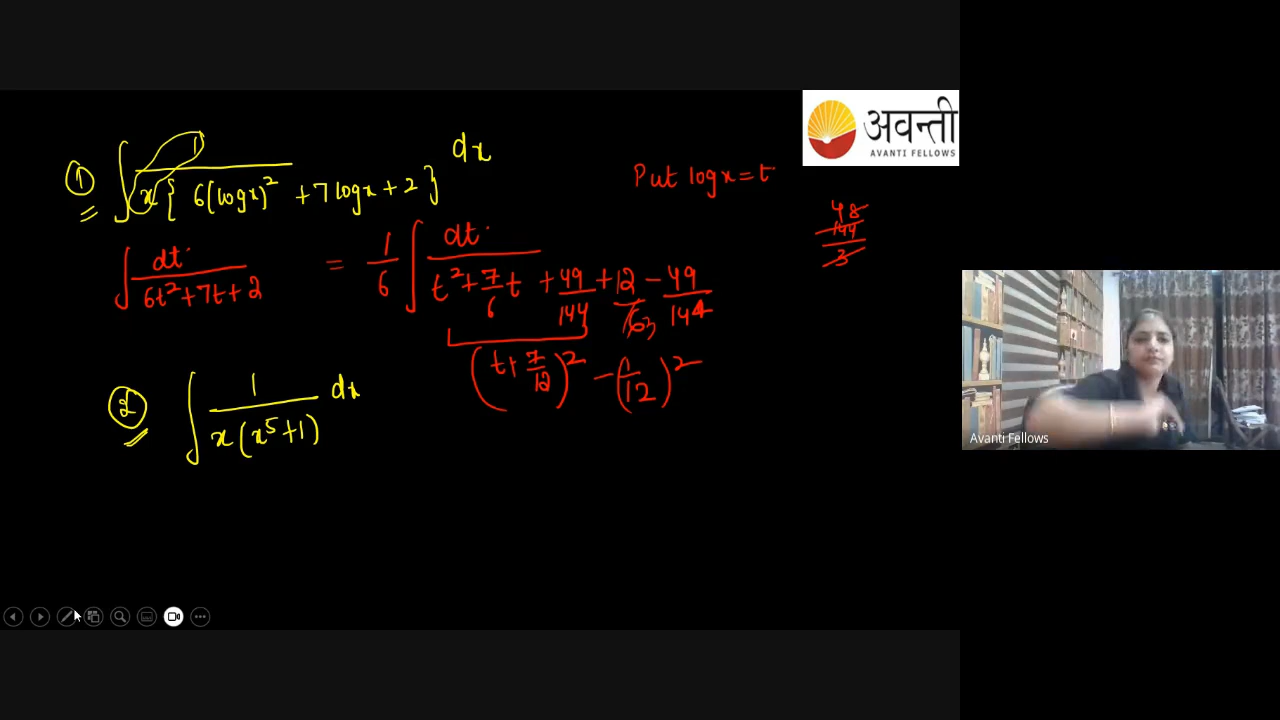 ① ∫ 1 / x{6(logx)² + 7logx + 2} dx
Put logx = t
∫ dt / 6t² + 7t + 2 = 1/6 ∫ dt / t² + 7/6 t + 49/144 + 12/63 − 49/144
48
144
3
(t + 7/12)² − (1/12)²
② ∫ 1 / x(x⁵+1) dx
अवन्ती
AVANTI FELLOWS
Avanti Fellows